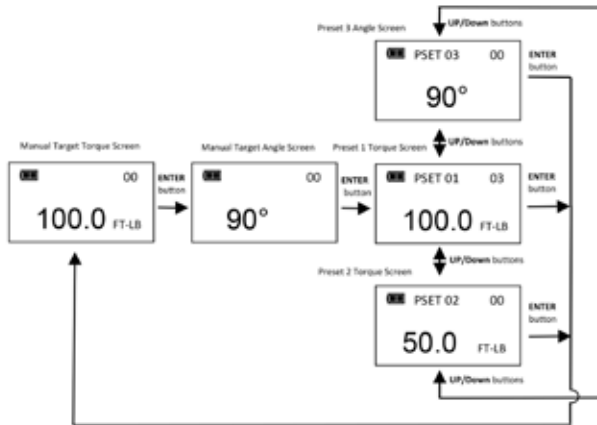 UP/Down buttons
Preset 3 Angle Screen
PSET 03 00
90°
ENTER
button
UP/Down buttons
Manual Target Torque Screen
00
100.0 FT-LB
ENTER
button
Manual Target Angle Screen
00
90°
ENTER
button
Preset 1 Torque Screen
PSET 01 03
100.0 FT-LB
ENTER
button
UP/Down buttons
Preset 2 Torque Screen
PSET 02 00
50.0 FT-LB
ENTER
button
UP/Down buttons